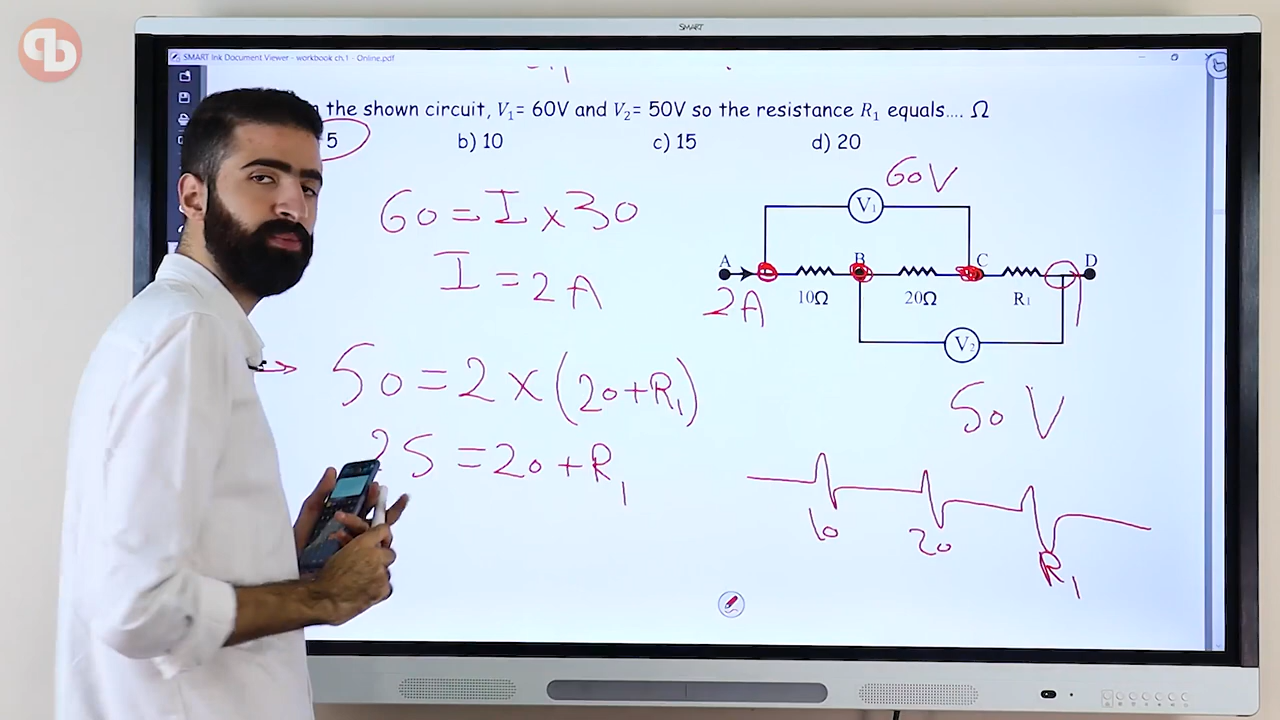 SMART
pb
SMART Ink Document Viewer - workbook ch.1 - Online.pdf
n the shown circuit, V₁= 60V and V₂= 50V so the resistance R₁ equals.... Ω
5 b) 10 c) 15 d) 20
60V
60 = I x 30
V₁
A B C D
I = 2A
2A 10Ω 20Ω R₁
V₂
→ 50 = 2 x (20+R₁)
50 V
25 = 20 + R₁
10 20 R₁